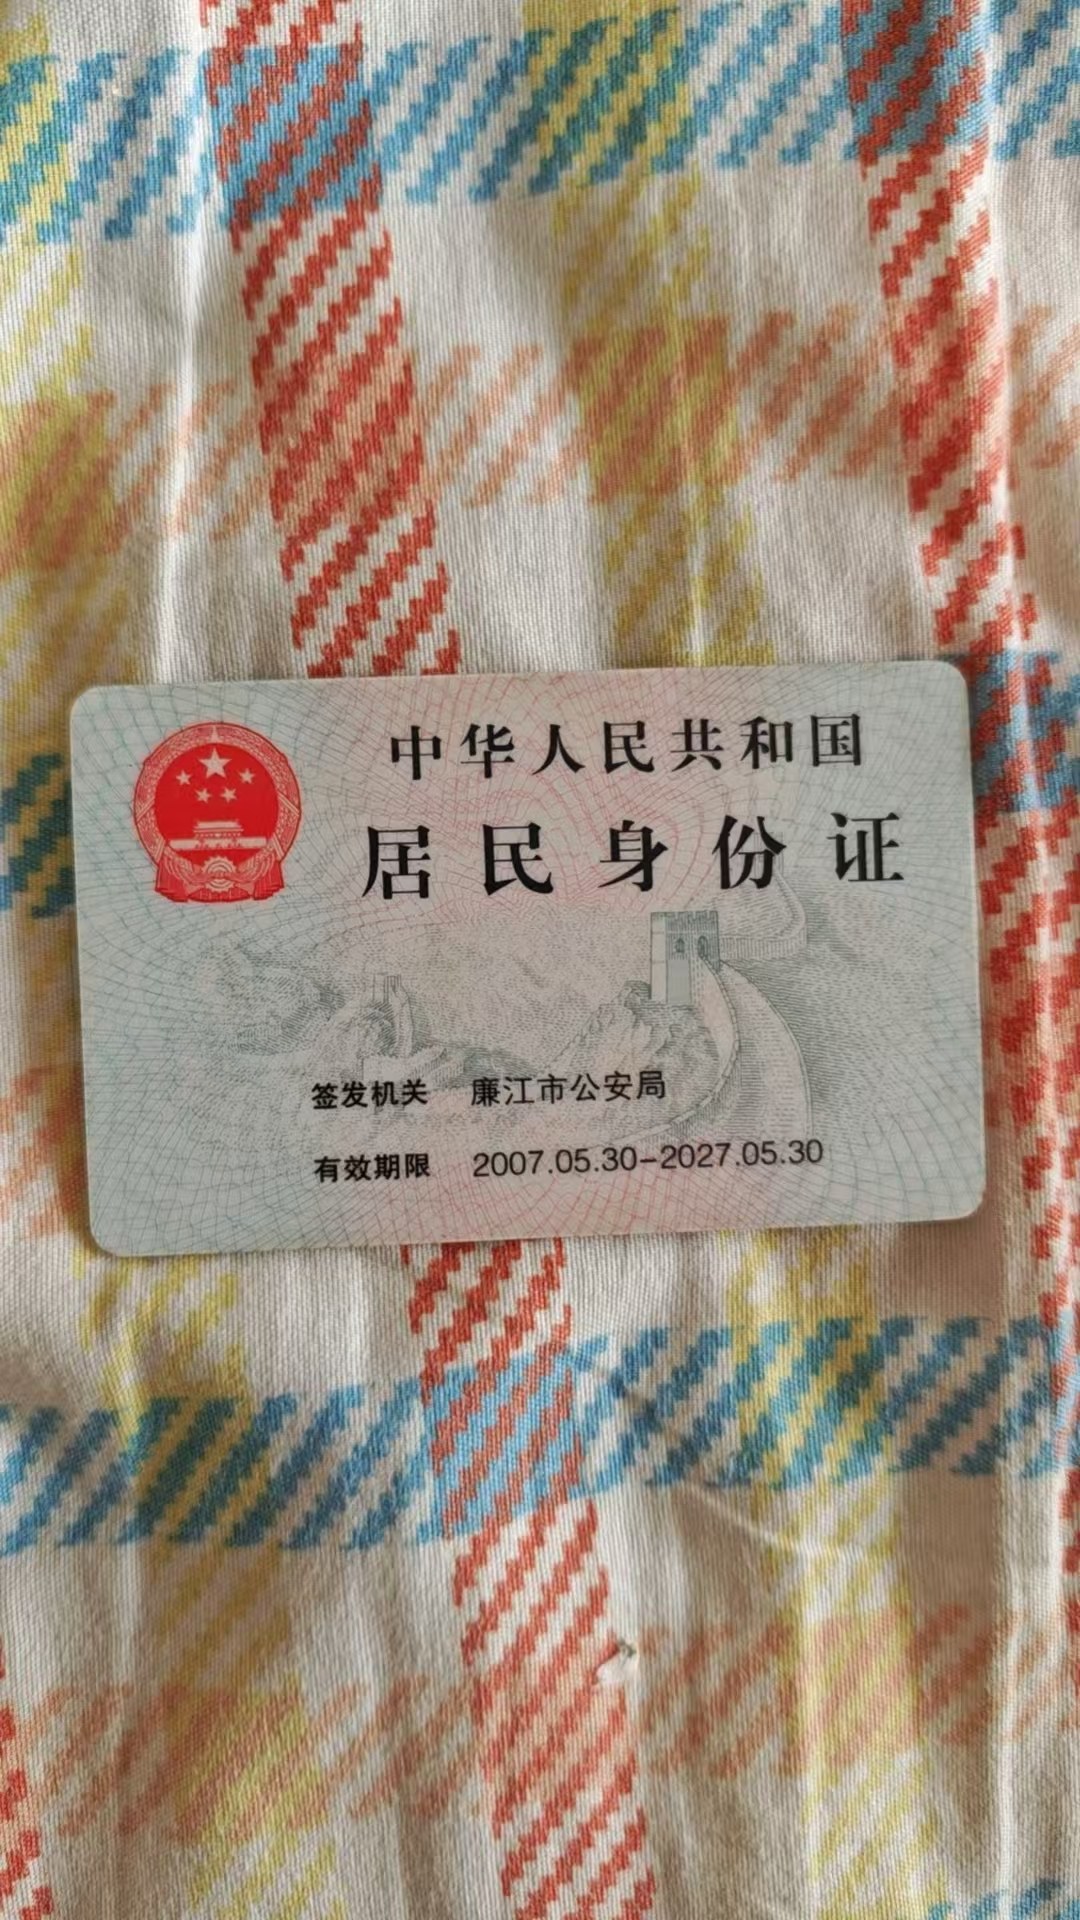 中华人民共和国
居民身份证
签发机关 廉江市公安局
有效期限 2007.05.30-2027.05.30